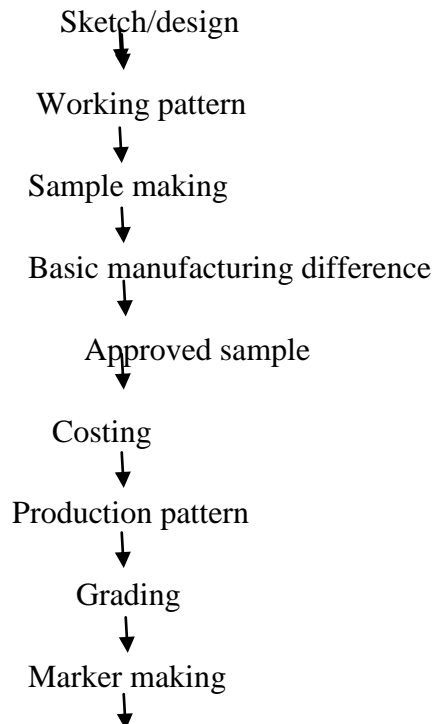 Sketch/design
Working pattern
Sample making
Basic manufacturing difference
Approved sample
Costing
Production pattern
Grading
Marker making